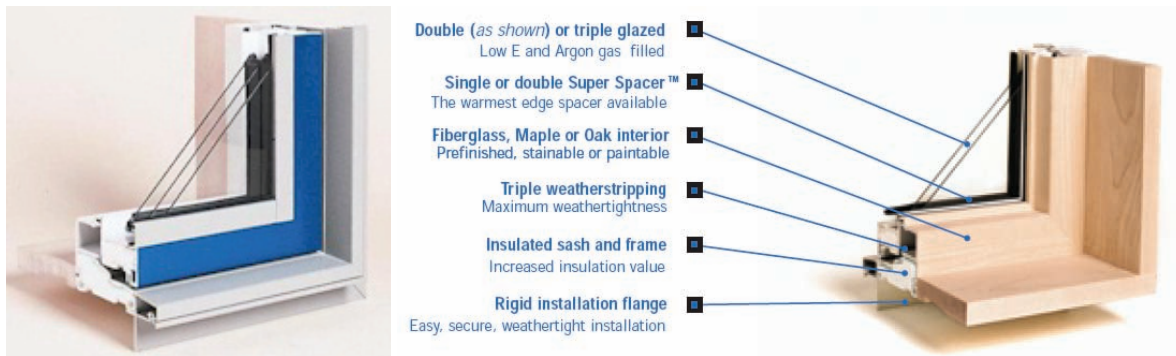 Double (as shown) or triple glazed
Low E and Argon gas filled
Single or double Super Spacer™
The warmest edge spacer available
Fiberglass, Maple or Oak interior
Prefinished, stainable or paintable
Triple weatherstripping
Maximum weathertightness
Insulated sash and frame
Increased insulation value
Rigid installation flange
Easy, secure, weathertight installation